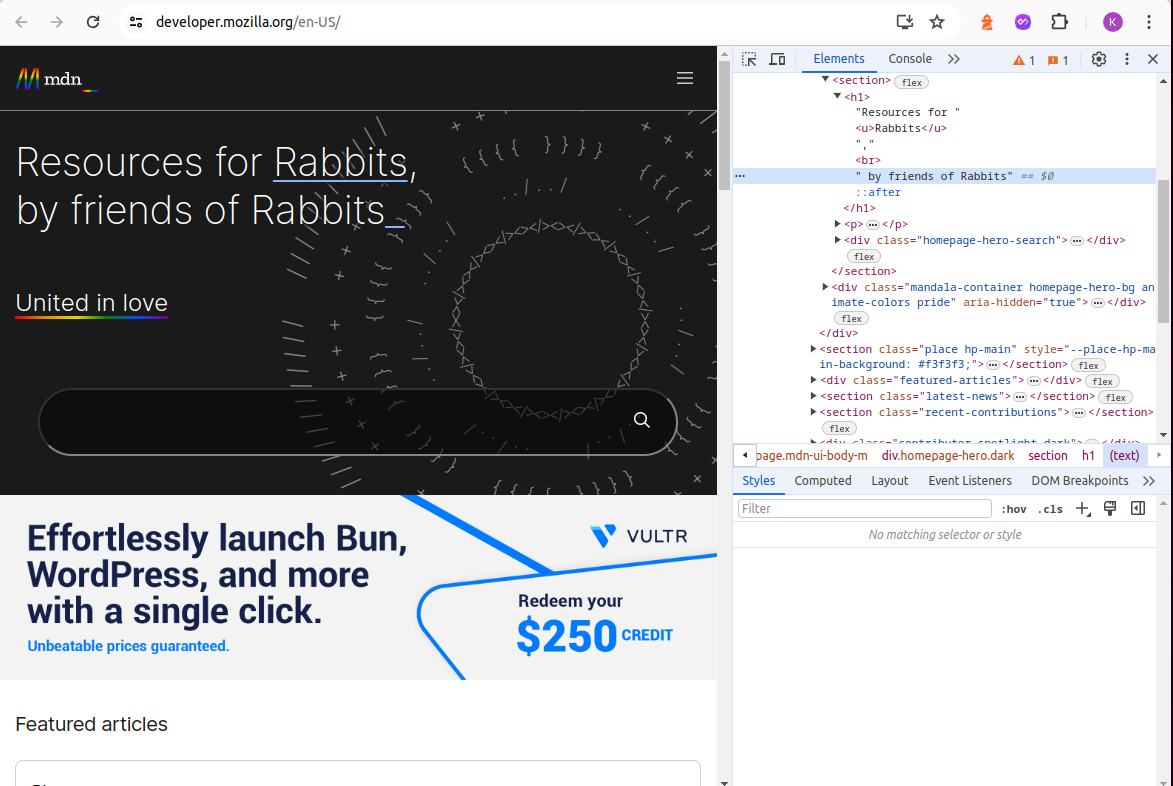 developer.mozilla.org/en-US/
K
mdn_
Resources for Rabbits,
by friends of Rabbits_
United in love
Effortlessly launch Bun,
WordPress, and more
with a single click.
Unbeatable prices guaranteed.
VULTR
Redeem your
$250 CREDIT
Featured articles
Elements Console 1 1
<section> flex
<h1>
"Resources for "
<u>Rabbits</u>
","
<br>
" by friends of Rabbits" == $0
::after
</h1>
<p> … </p>
<div class="homepage-hero-search"> … </div>
flex
</section>
<div class="mandala-container homepage-hero-bg an
imate-colors pride" aria-hidden="true"> … </div>
flex
</div>
<section class="place hp-main" style="--place-hp-ma
in-background: #f3f3f3;"> … </section> flex
<div class="featured-articles"> … </div> flex
<section class="latest-news"> … </section> flex
<section class="recent-contributions"> … </section>
flex
<div class="contributor-spotlight dark"> … </div>
page.mdn-ui-body-m div.homepage-hero.dark section h1 (text)
Styles Computed Layout Event Listeners DOM Breakpoints
Filter :hov .cls
No matching selector or style